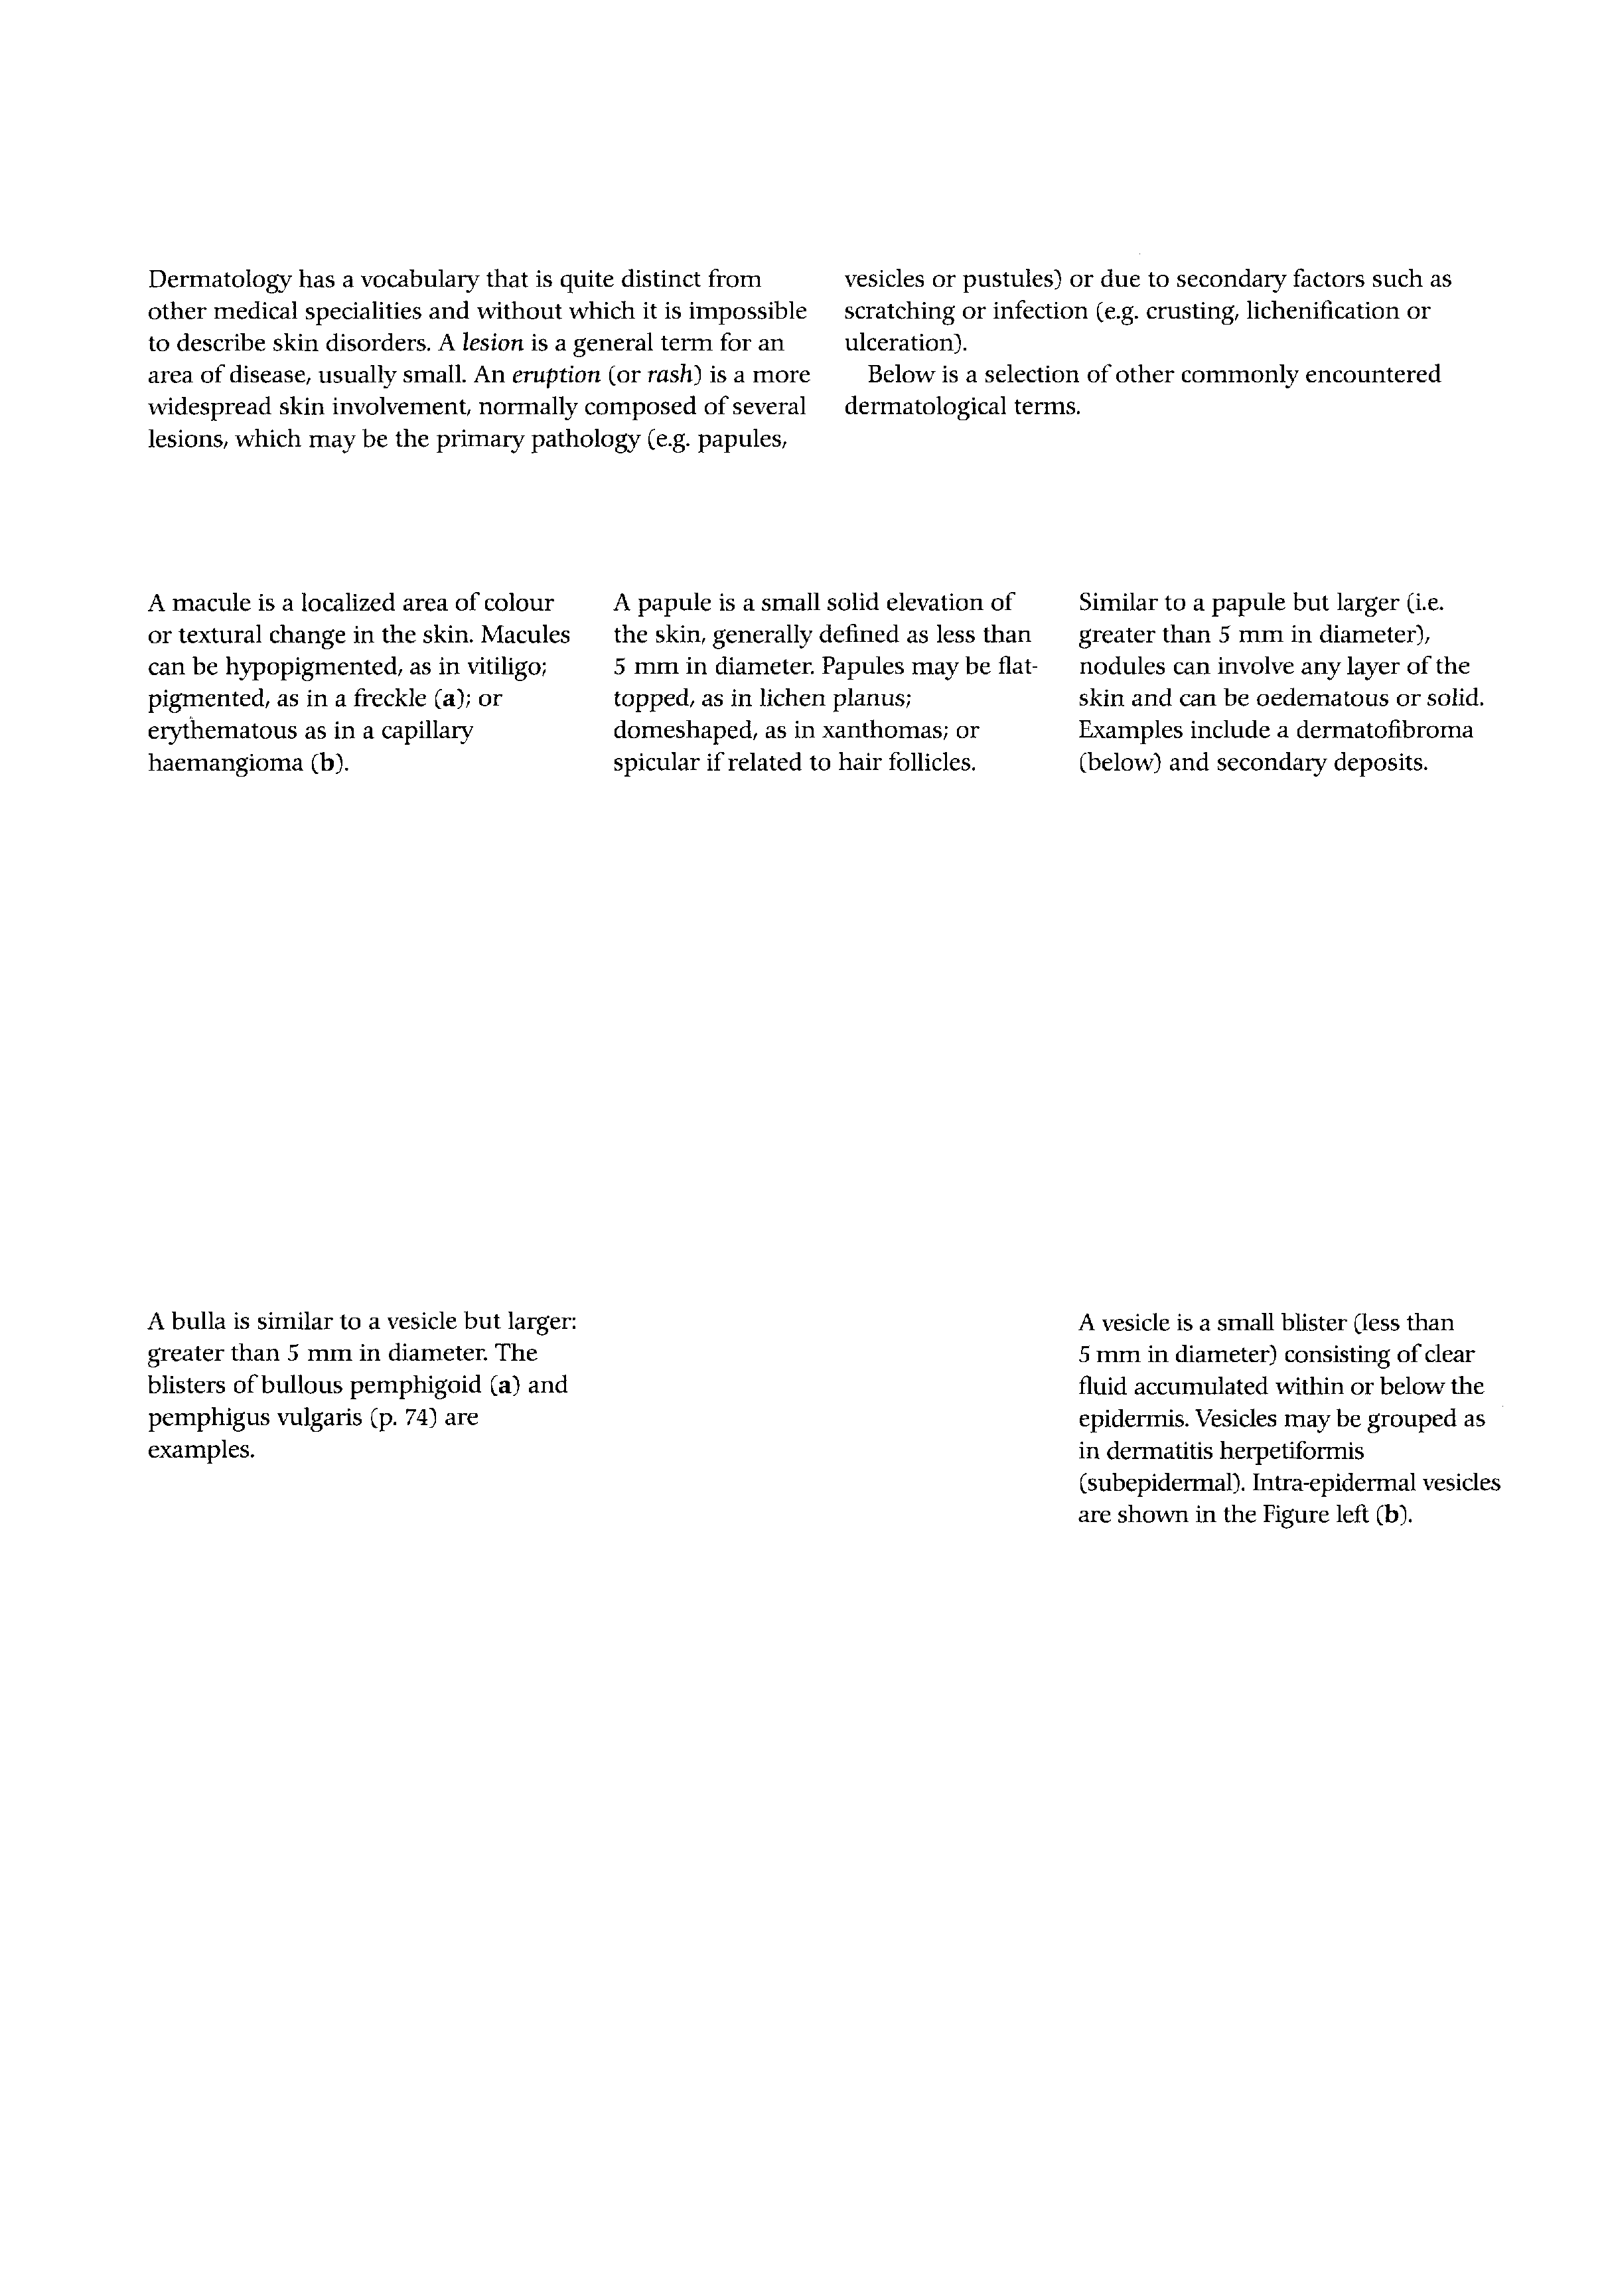 Dermatology has a vocabulary that is quite distinct from
other medical specialities and without which it is impossible
to describe skin disorders. A lesion is a general term for an
area of disease, usually small. An eruption (or rash) is a more
widespread skin involvement, normally composed of several
lesions, which may be the primary pathology (e.g. papules,
vesicles or pustules) or due to secondary factors such as
scratching or infection (e.g. crusting, lichenification or
ulceration).
Below is a selection of other commonly encountered
dermatological terms.
A macule is a localized area of colour
or textural change in the skin. Macules
can be hypopigmented, as in vitiligo;
pigmented, as in a freckle (a); or
erythematous as in a capillary
haemangioma (b).
A papule is a small solid elevation of
the skin, generally defined as less than
5 mm in diameter. Papules may be flat-
topped, as in lichen planus;
domeshaped, as in xanthomas; or
spicular if related to hair follicles.
Similar to a papule but larger (i.e.
greater than 5 mm in diameter),
nodules can involve any layer of the
skin and can be oedematous or solid.
Examples include a dermatofibroma
(below) and secondary deposits.
A bulla is similar to a vesicle but larger:
greater than 5 mm in diameter. The
blisters of bullous pemphigoid (a) and
pemphigus vulgaris (p. 74) are
examples.
A vesicle is a small blister (less than
5 mm in diameter) consisting of clear
fluid accumulated within or below the
epidermis. Vesicles may be grouped as
in dermatitis herpetiformis
(subepidermal). Intra-epidermal vesicles
are shown in the Figure left (b).